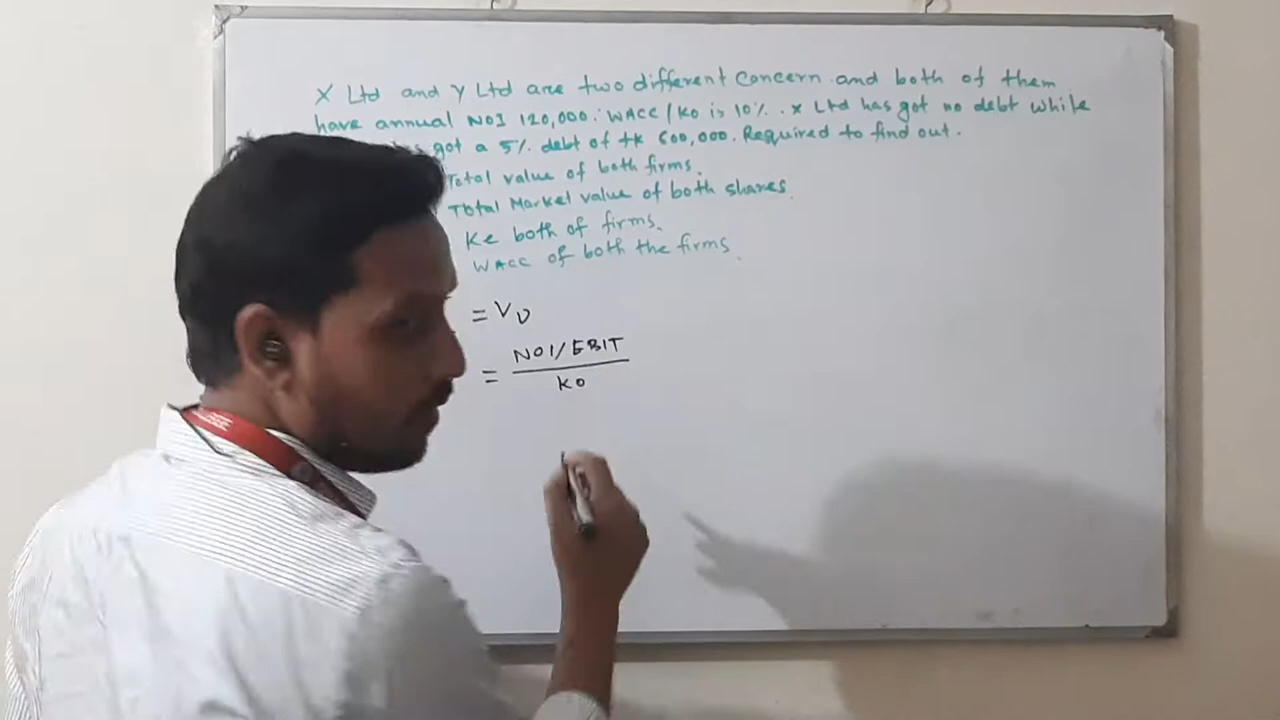 X Ltd and Y Ltd are two different Concern and both of them
have annual NOI 120,000. WACC/Ko is 10%. X Ltd has got no debt while
got a 5% debt of tk 600,000. Required to find out.
Total value of both firms.
Total Market value of both shares.
Ke both of firms.
WACC of both the firms.
= VU
= NOI/EBIT
KO